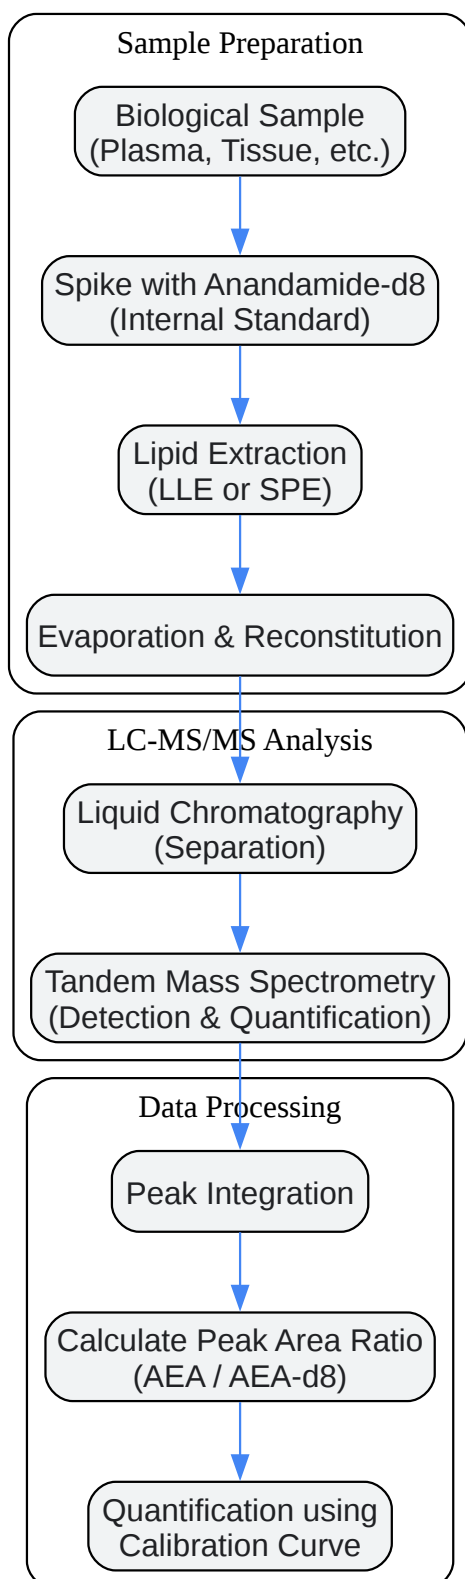 Sample Preparation
Biological Sample
(Plasma, Tissue, etc.)
Spike with Anandamide-d8
(Internal Standard)
Lipid Extraction
(LLE or SPE)
Evaporation & Reconstitution
LC-MS/MS Analysis
Liquid Chromatography
(Separation)
Tandem Mass Spectrometry
(Detection & Quantification)
Data Processing
Peak Integration
Calculate Peak Area Ratio
(AEA / AEA-d8)
Quantification using
Calibration Curve